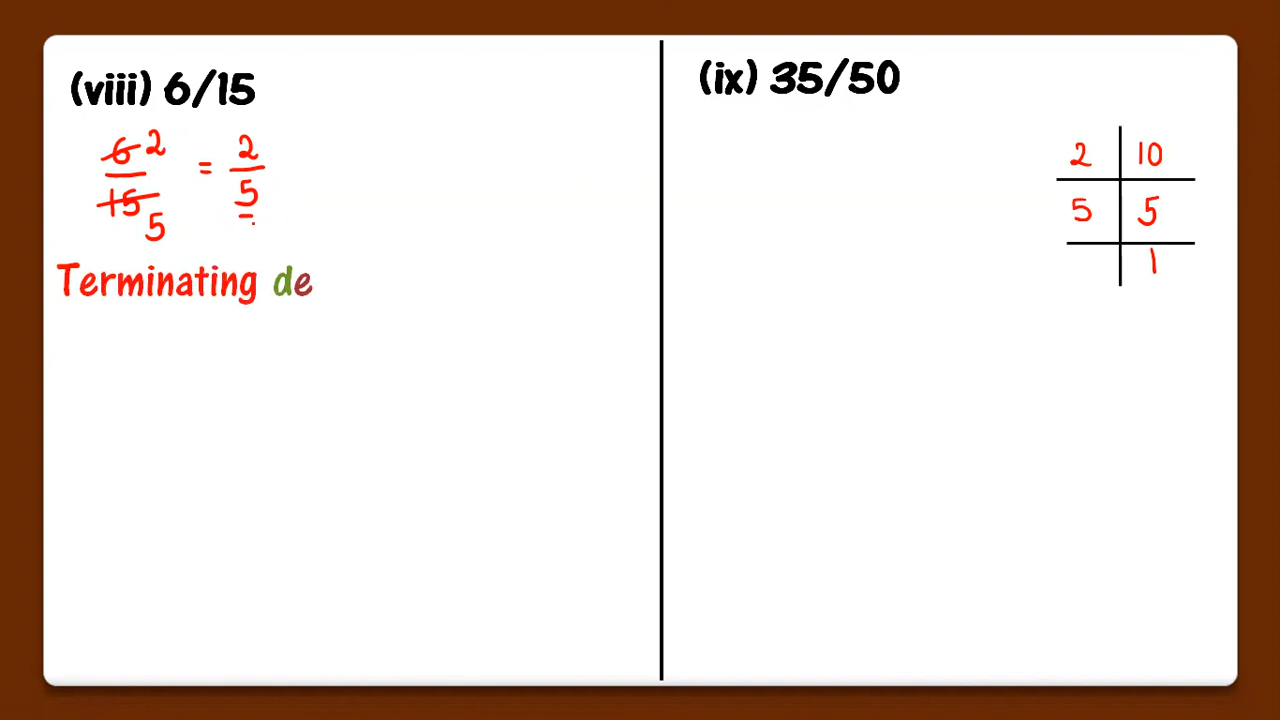 (viii) 6/15
6 2
15 5
= 2/5
Terminating de
(ix) 35/50
2 10
5 5
1